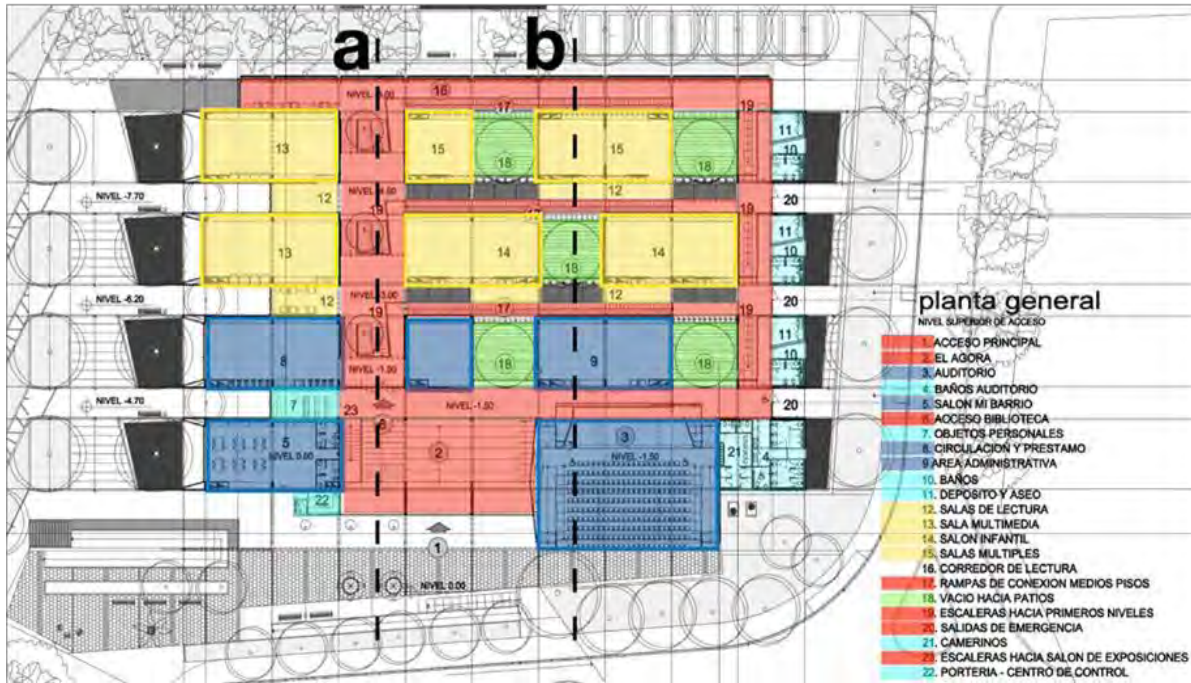 a b
NIVEL -3.00 16
17 19
13 15 18 15 18 11
10
NIVEL -7.70 12 NIVEL -4.00 12 20
19
13 14 18 14 11
10
NIVEL -6.20 12 NIVEL -3.00 17 12 20
19 19
8 18 9 18 11
10
NIVEL -1.50
NIVEL -4.70 7 23 NIVEL -1.50 20
5 2 3 21 4
NIVEL 0.00 NIVEL -1.50
22
1
NIVEL 0.00
planta general
NIVEL SUPERIOR DE ACCESO
1. ACCESO PRINCIPAL
2. EL AGORA
3. AUDITORIO
4. BAÑOS AUDITORIO
5. SALON MI BARRIO
6. ACCESO BIBLIOTECA
7. OBJETOS PERSONALES
8. CIRCULACION Y PRESTAMO
9 AREA ADMINISTRATIVA
10. BAÑOS
11. DEPOSITO Y ASEO
12. SALAS DE LECTURA
13. SALA MULTIMEDIA
14. SALON INFANTIL
15. SALAS MULTIPLES
16. CORREDOR DE LECTURA
17. RAMPAS DE CONEXION MEDIOS PISOS
18. VACIO HACIA PATIOS
19. ESCALERAS HACIA PRIMEROS NIVELES
20. SALIDAS DE EMERGENCIA
21. CAMERINOS
23. ESCALERAS HACIA SALON DE EXPOSICIONES
22. PORTERIA - CENTRO DE CONTROL